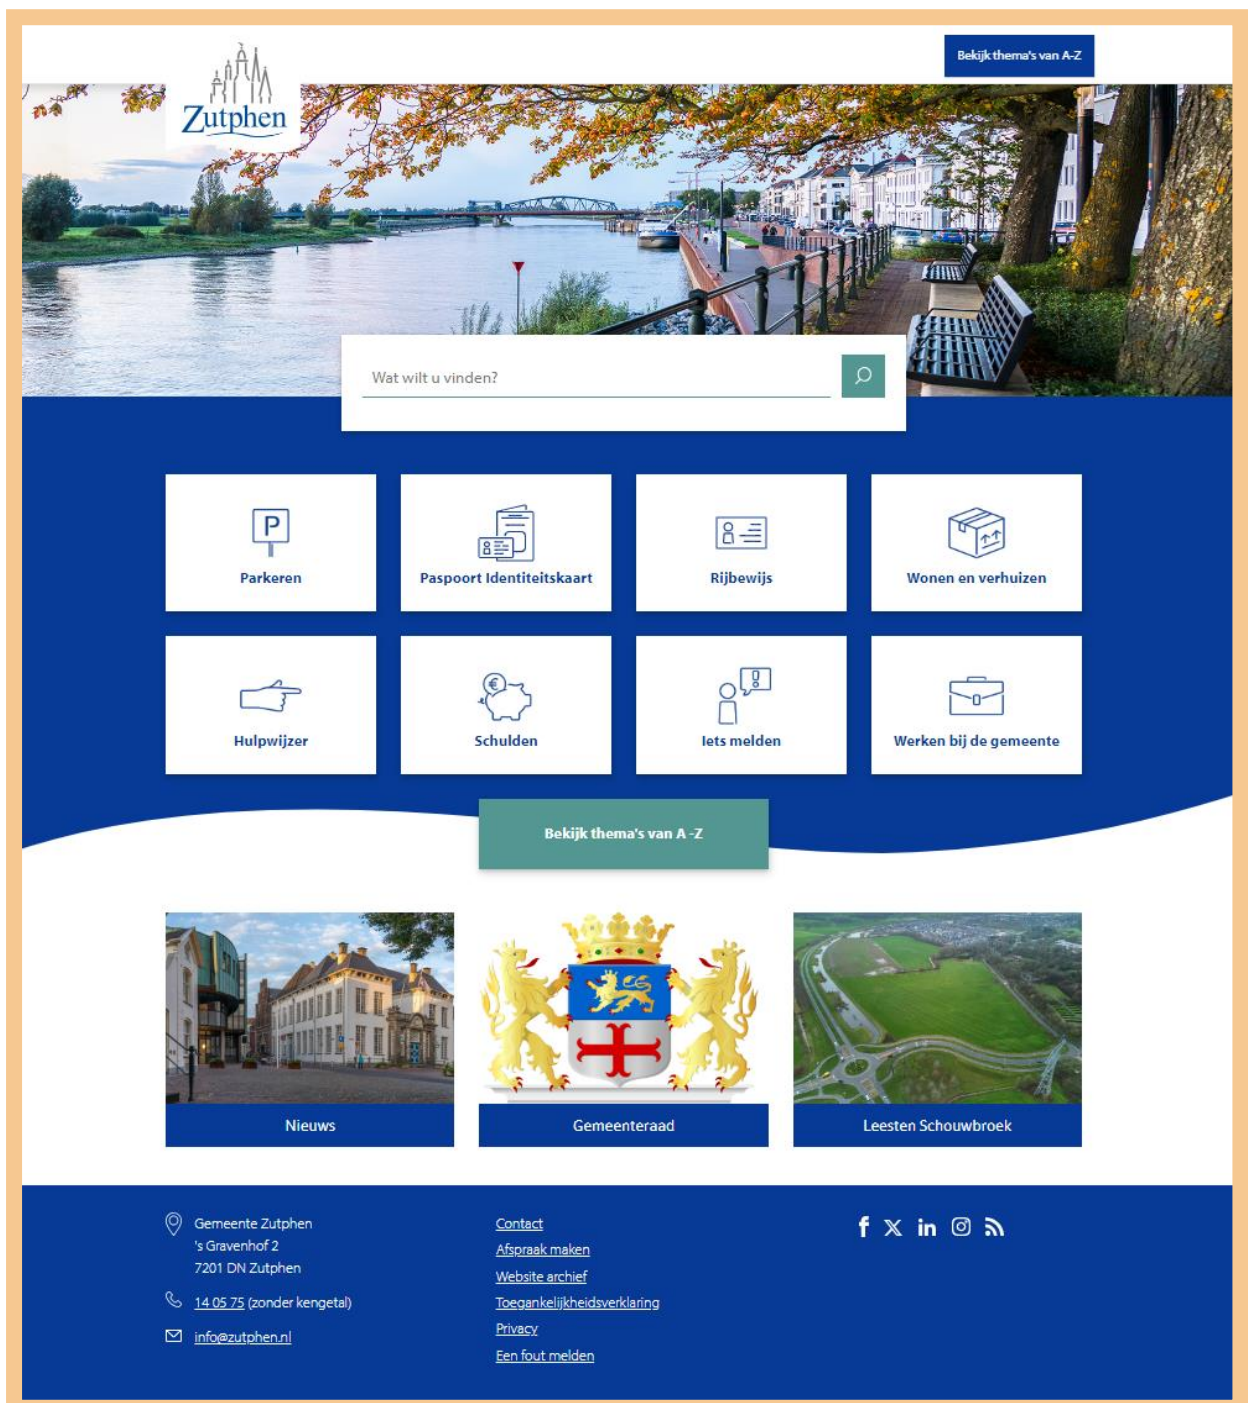 Bekijk thema's van A-Z
Zutphen
Wat wilt u vinden?
P
Parkeren
Paspoort Identiteitskaart
Rijbewijs
Wonen en verhuizen
Hulpwijzer
Schulden
Iets melden
Werken bij de gemeente
Bekijk thema's van A -Z
Nieuws
Gemeenteraad
Leesten Schouwbroek
Gemeente Zutphen
's Gravenhof 2
7201 DN Zutphen
14 05 75 (zonder kengetal)
info@zutphen.nl
Contact
Afspraak maken
Website archief
Toegankelijkheidsverklaring
Privacy
Een fout melden